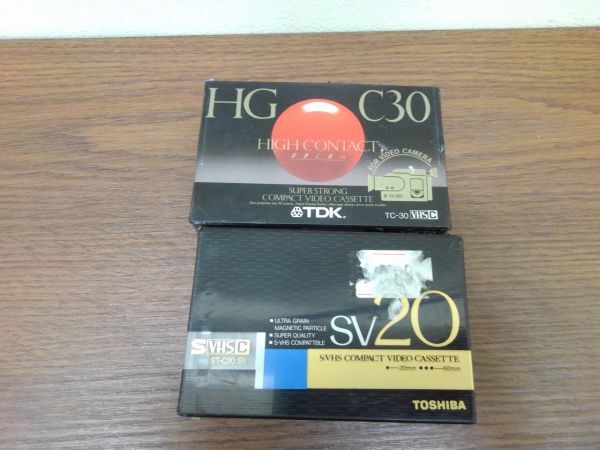 HG C30
HIGH CONTACT
FOR VIDEO CAMERA
SUPER STRONG
COMPACT VIDEO CASSETTE
TDK
TC-30 VHS C
SV20
ULTRA GRAIN
MAGNETIC PARTICLE
SUPER QUALITY
S-VHS COMPATTBLE
S VHS C
ST-C20 SV
S-VHS COMPACT VIDEO CASSETTE
20min 60min
TOSHIBA